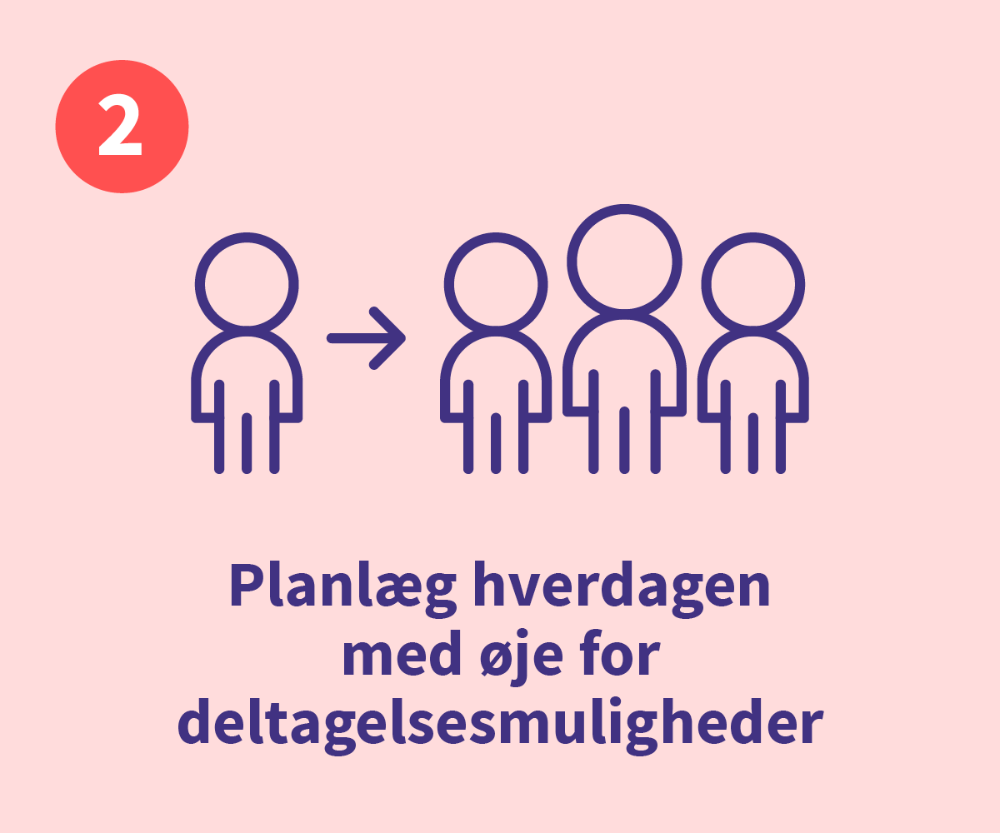 2
Planlæg hverdagen
med øje for
deltagelsesmuligheder